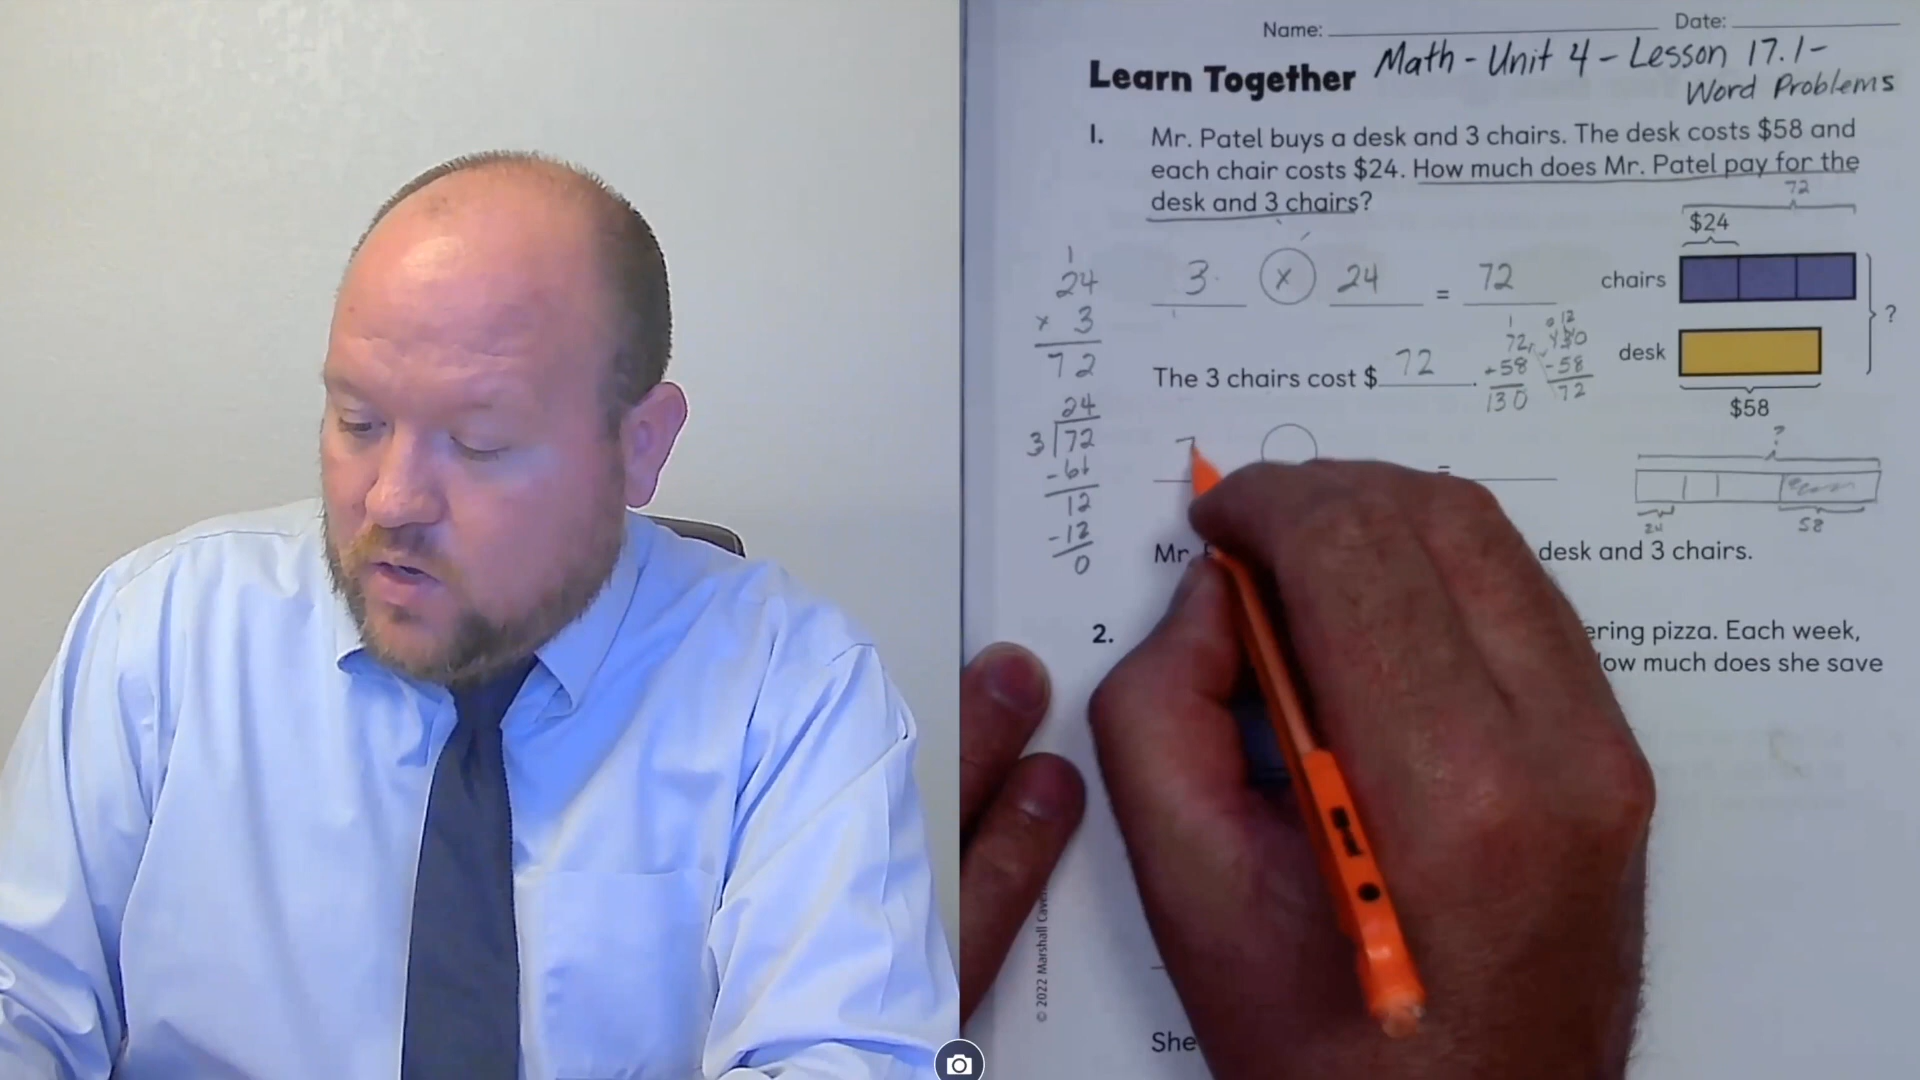 Name: Date:
Learn Together Math - Unit 4 - Lesson 17.1 -
Word Problems
1. Mr. Patel buys a desk and 3 chairs. The desk costs $58 and
each chair costs $24. How much does Mr. Patel pay for the
desk and 3 chairs?
72
$24
1
24
x 3
72
3 x 24 = 72
chairs
?
The 3 chairs cost $ 72 .
1
72
+58
130
12
130
-58
72
desk
$58
24
3 72
-6
12
-12
0
7 =
?
24 58
Mr. desk and 3 chairs.
2. ering pizza. Each week,
ow much does she save
© 2022 Marshall
She